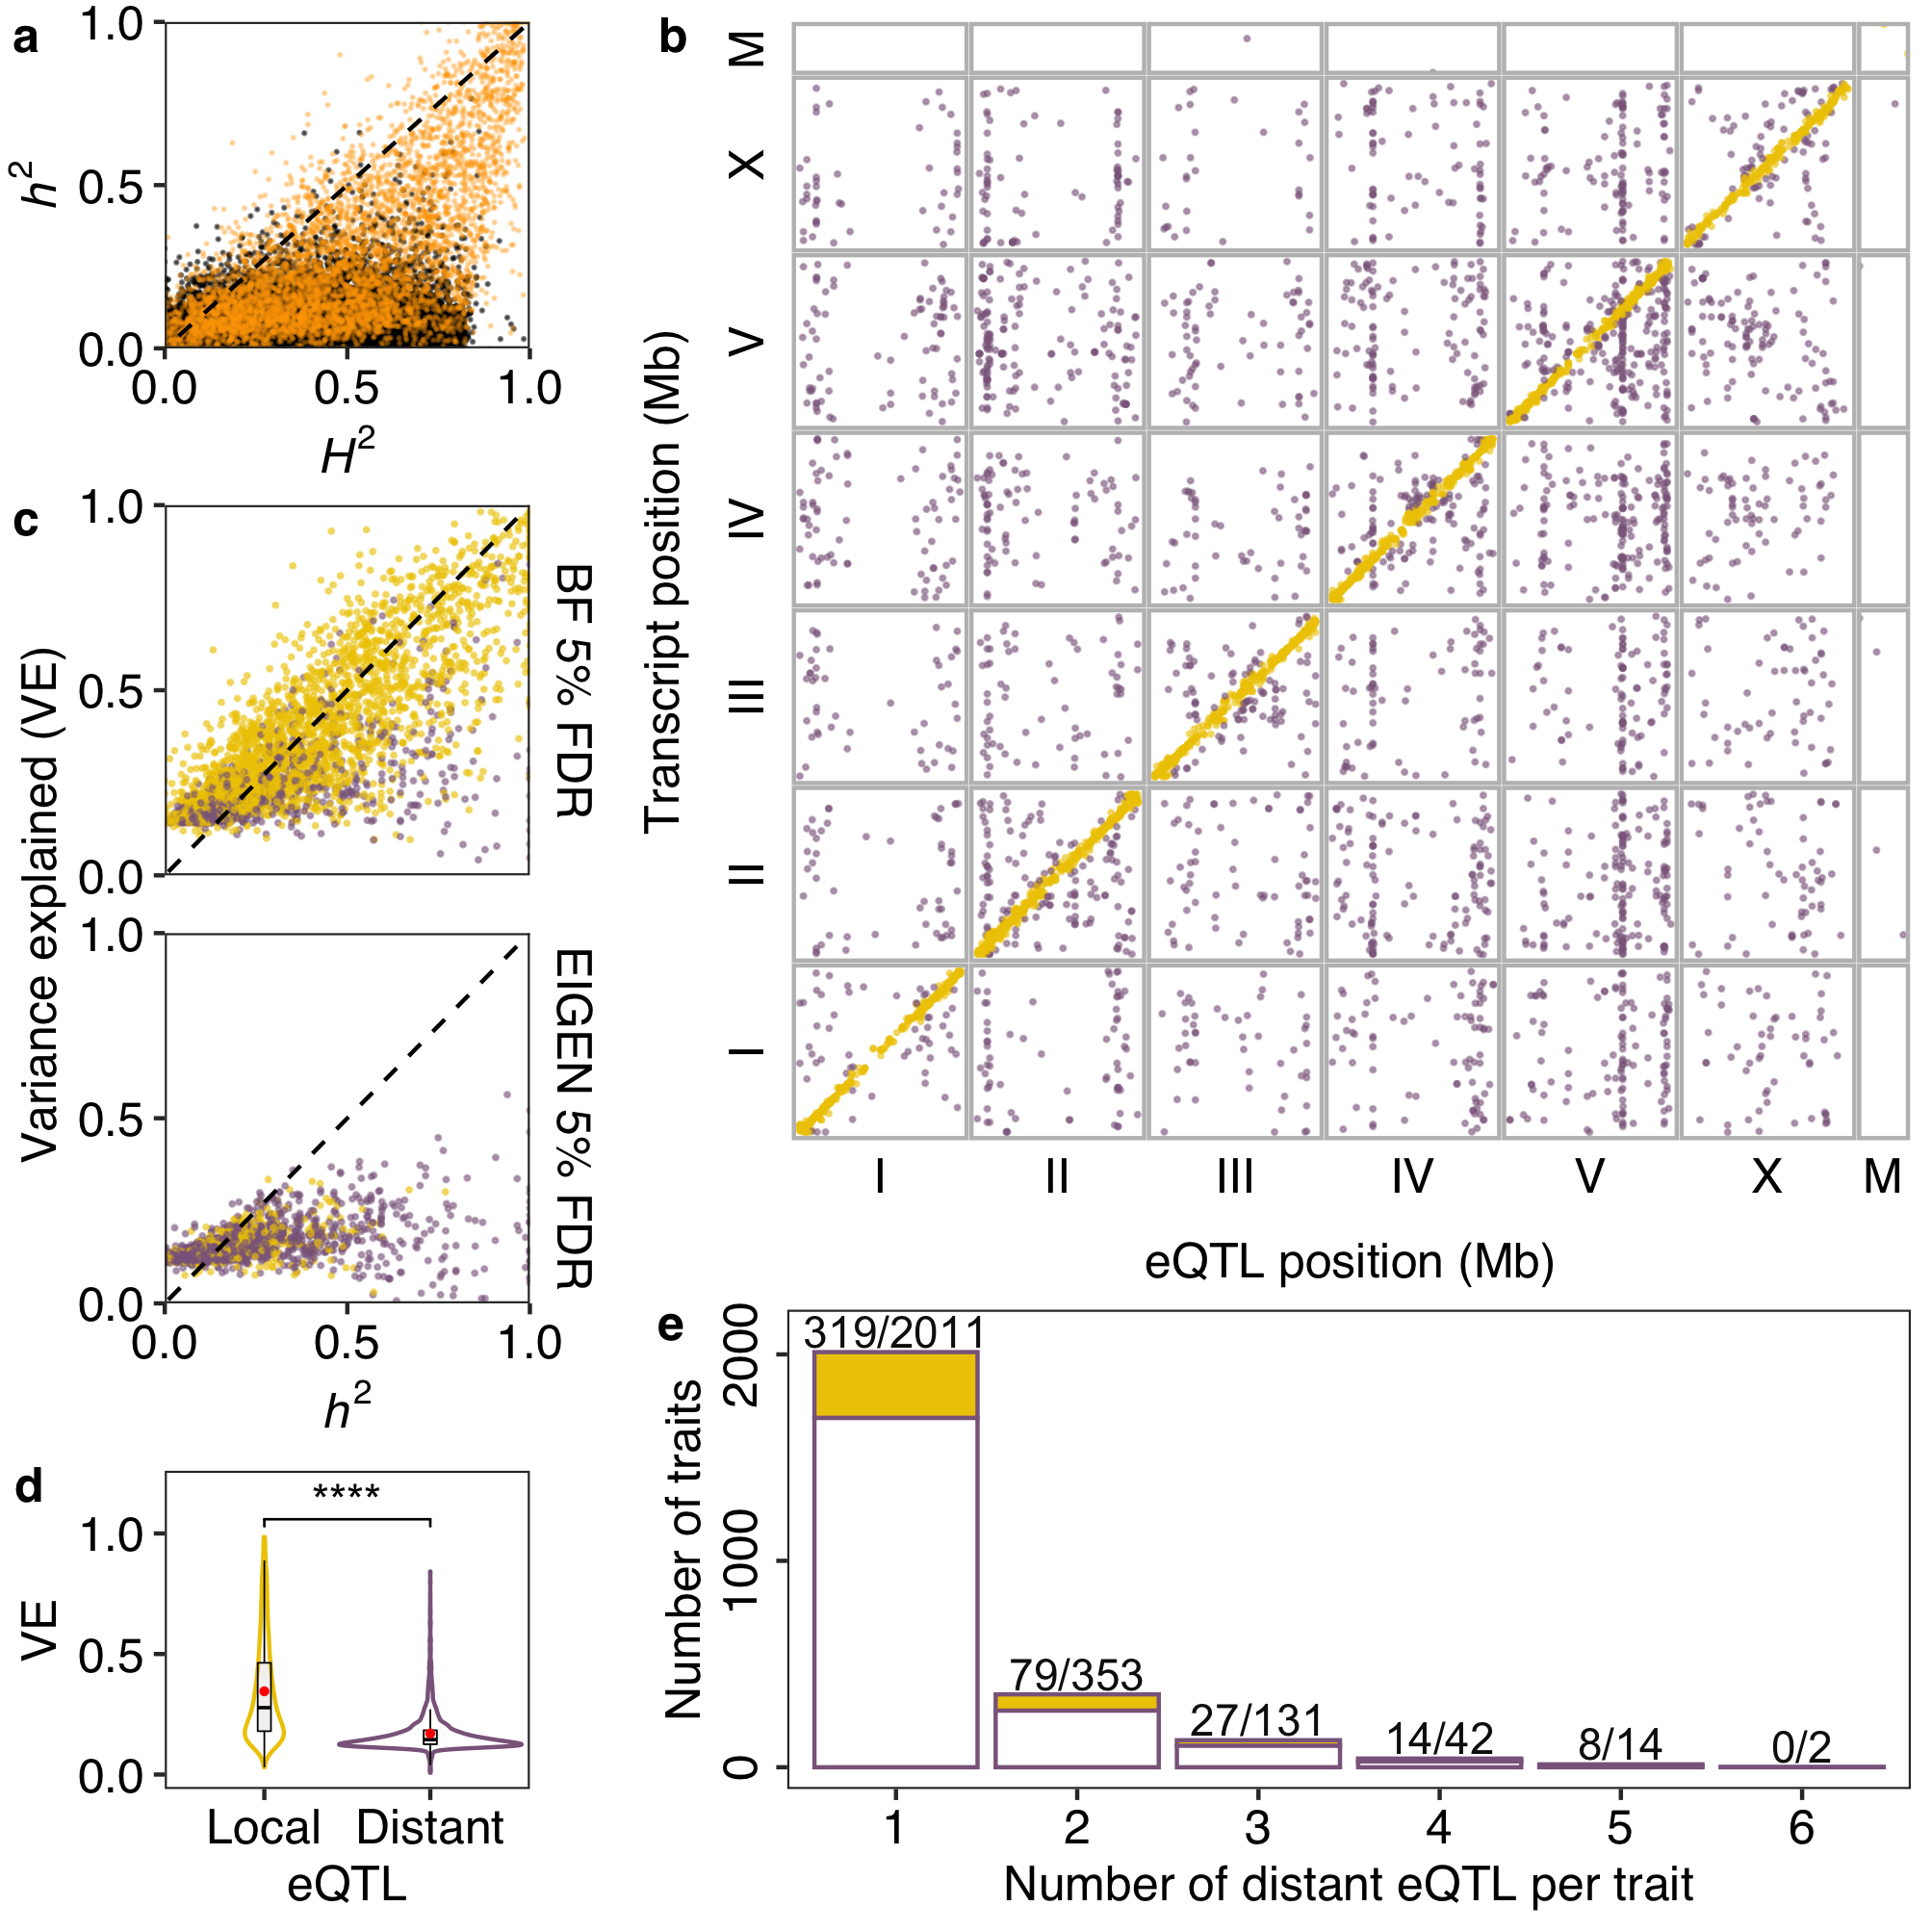 a
1.0
0.5
0.0
h²
0.0 0.5 1.0
H²
b
M
X
V
IV
III
II
I
Transcript position (Mb)
I II III IV V X M
eQTL position (Mb)
c
1.0
0.5
0.0
BF 5% FDR
1.0
0.5
0.0
EIGEN 5% FDR
Variance explained (VE)
0.0 0.5 1.0
h²
d
****
1.0
0.5
0.0
VE
Local Distant
eQTL
e
2000
1000
0
Number of traits
319/2011
79/353
27/131
14/42
8/14
0/2
1 2 3 4 5 6
Number of distant eQTL per trait